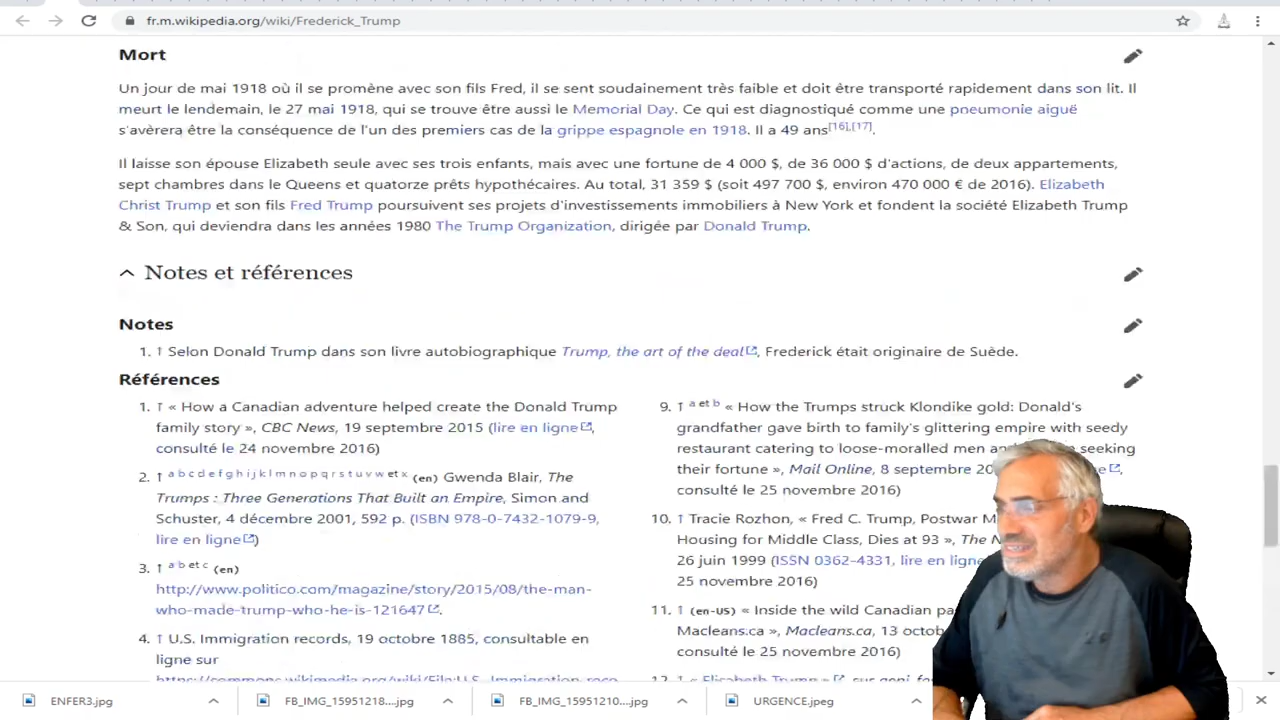 fr.m.wikipedia.org/wiki/Frederick_Trump
Mort
Un jour de mai 1918 où il se promène avec son fils Fred, il se sent soudainement très faible et doit être transporté rapidement dans son lit. Il
meurt le lendemain, le 27 mai 1918, qui se trouve être aussi le Memorial Day. Ce qui est diagnostiqué comme une pneumonie aiguë
s'avèrera être la conséquence de l'un des premiers cas de la grippe espagnole en 1918. Il a 49 ans[16],[17].
Il laisse son épouse Elizabeth seule avec ses trois enfants, mais avec une fortune de 4 000 $, de 36 000 $ d'actions, de deux appartements,
sept chambres dans le Queens et quatorze prêts hypothécaires. Au total, 31 359 $ (soit 497 700 $, environ 470 000 € de 2016). Elizabeth
Christ Trump et son fils Fred Trump poursuivent ses projets d'investissements immobiliers à New York et fondent la société Elizabeth Trump
& Son, qui deviendra dans les années 1980 The Trump Organization, dirigée par Donald Trump.
Notes et références
Notes
1. ↑ Selon Donald Trump dans son livre autobiographique Trump, the art of the deal, Frederick était originaire de Suède.
Références
1. ↑ « How a Canadian adventure helped create the Donald Trump
family story », CBC News, 19 septembre 2015 (lire en ligne,
consulté le 24 novembre 2016)
2. ↑ a b c d e f g h i j k l m n o p q r s t u v w et x (en) Gwenda Blair, The
Trumps : Three Generations That Built an Empire, Simon and
Schuster, 4 décembre 2001, 592 p. (ISBN 978-0-7432-1079-9,
lire en ligne)
3. ↑ a b et c (en)
http://www.politico.com/magazine/story/2015/08/the-man-
who-made-trump-who-he-is-121647.
4. ↑ U.S. Immigration records, 19 octobre 1885, consultable en
ligne sur
https://commons.wikipedia.org/wiki/File:U.S._Immigration_reco
9. ↑ a et b « How the Trumps struck Klondike gold: Donald's
grandfather gave birth to family's glittering empire with seedy
restaurant catering to loose-moralled men and seeking
their fortune », Mail Online, 8 septembre
consulté le 25 novembre 2016)
10. ↑ Tracie Rozhon, « Fred C. Trump, Postwar
Housing for Middle Class, Dies at 93 », The
26 juin 1999 (ISSN 0362-4331, lire en ligne
25 novembre 2016)
11. ↑ (en-US) « Inside the wild Canadian
Macleans.ca », Macleans.ca, 13
consulté le 25 novembre 2016)
12. ↑ « Elisabeth Trump », sur geni.
ENFER3.jpg
FB_IMG_15951218....jpg
FB_IMG_15951210....jpg
URGENCE.jpeg